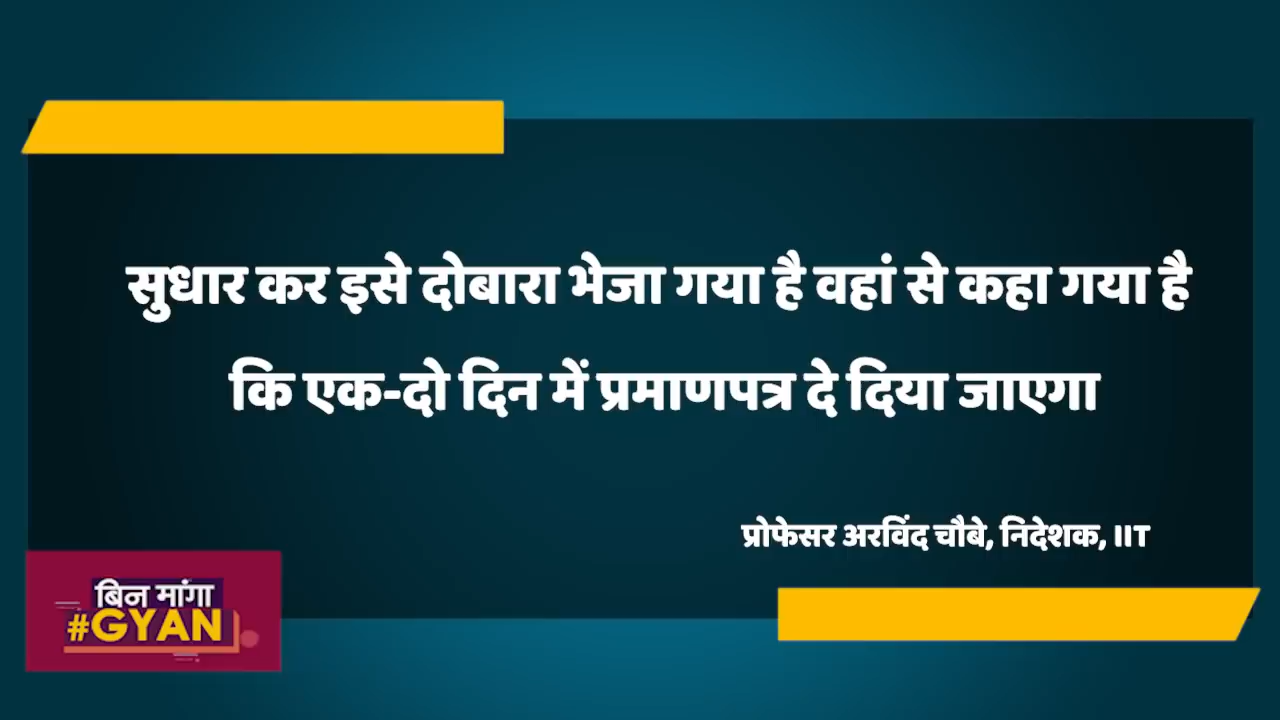 सुधार कर इसे दोबारा भेजा गया है वहां से कहा गया है
कि एक-दो दिन में प्रमाणपत्र दे दिया जाएगा
प्रोफेसर अरविंद चौबे, निदेशक, IIT
बिन मांगा
#GYAN